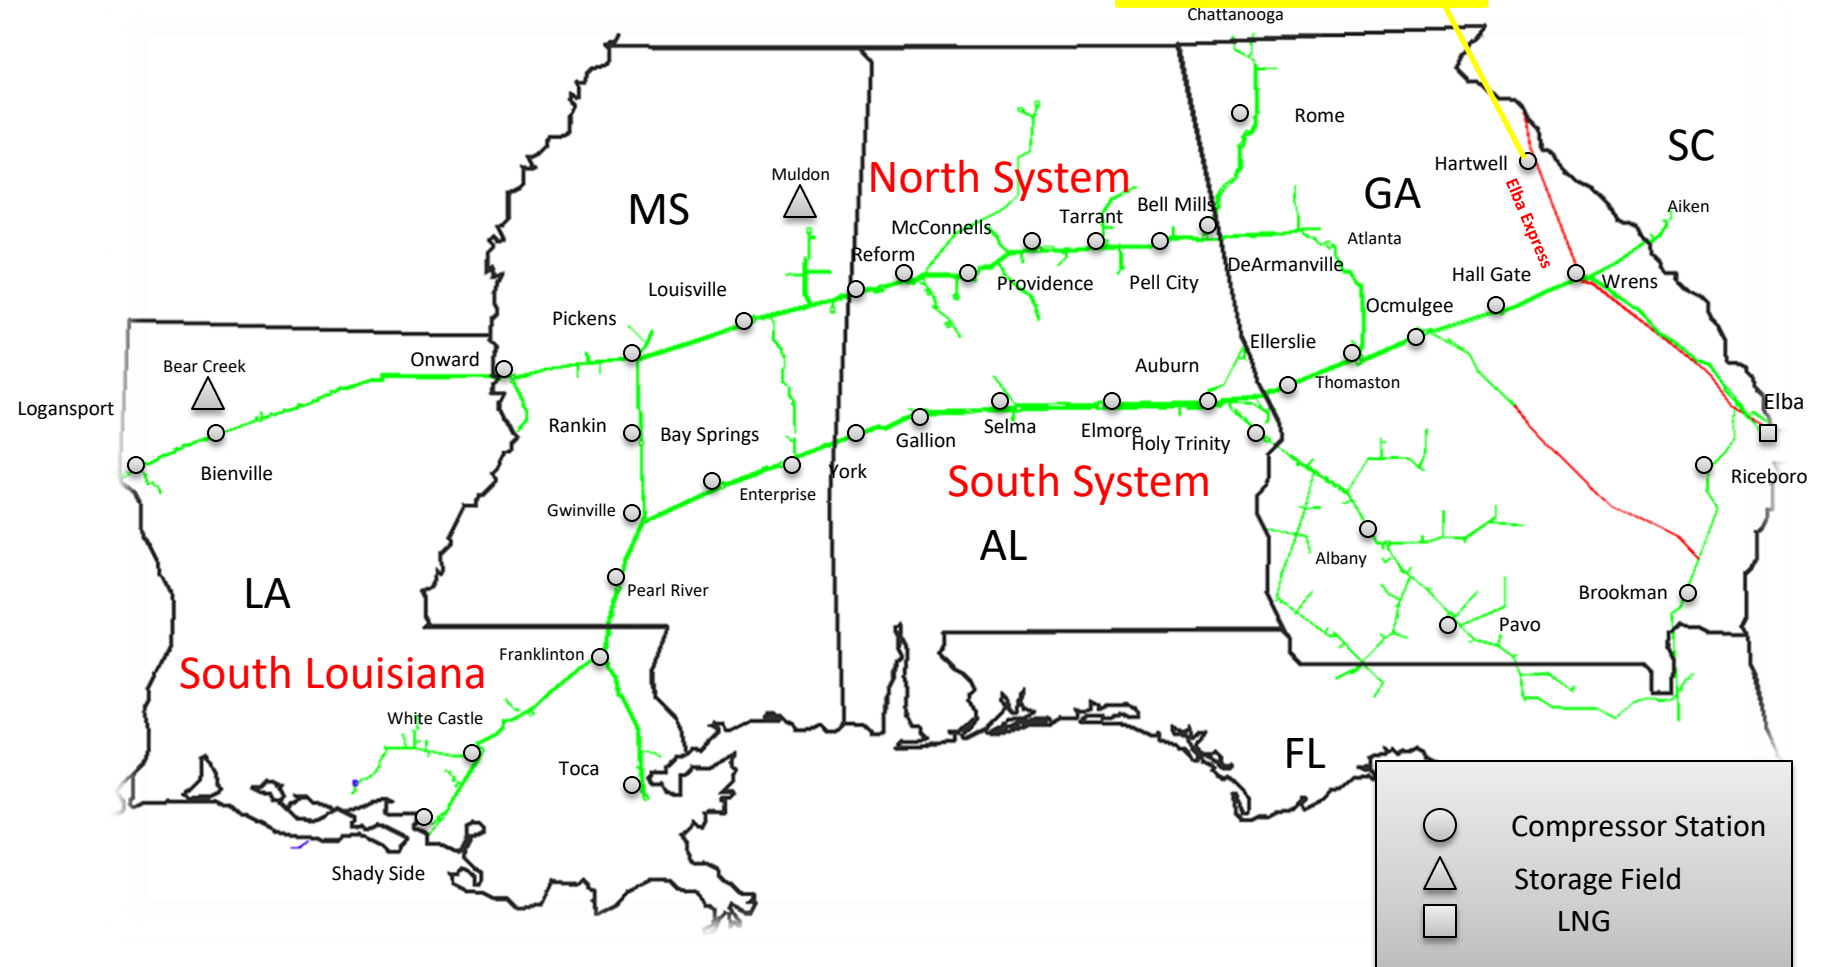 Chattanooga
Rome
SC
Hartwell
Muldon
North System
GA
MS
Elba Express
Aiken
Bell Mills
Tarrant
McConnells
Atlanta
Reform
DeArmanville
Hall Gate
Providence
Pell City
Wrens
Louisville
Ocmulgee
Pickens
Ellerslie
Onward
Bear Creek
Auburn
Thomaston
Logansport
Elba
Rankin
Bay Springs
Selma
Elmore
Gallion
Holy Trinity
Bienville
York
South System
Riceboro
Enterprise
Gwinville
AL
Albany
LA
Pearl River
Brookman
Pavo
Franklinton
South Louisiana
White Castle
FL
Toca
Shady Side
Compressor Station
Storage Field
LNG